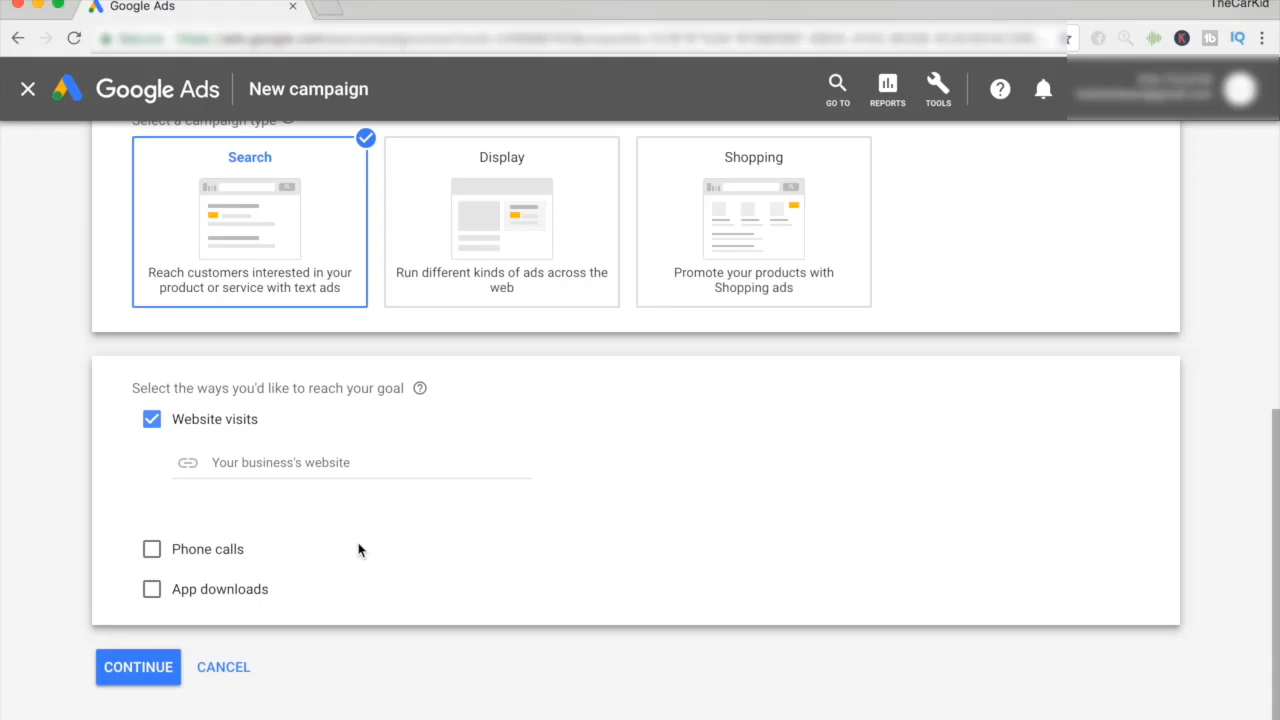 Google Ads
TheCarKid
Google Ads
New campaign
GO TO
REPORTS
TOOLS
Select a campaign type
Search
Reach customers interested in your
product or service with text ads
Display
Run different kinds of ads across the
web
Shopping
Promote your products with
Shopping ads
Select the ways you'd like to reach your goal
Website visits
Your business's website
Phone calls
App downloads
CONTINUE
CANCEL